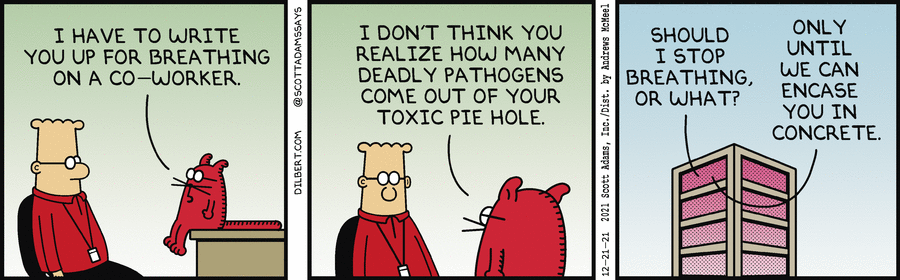 I HAVE TO WRITE
YOU UP FOR BREATHING
ON A CO-WORKER.
DILBERT.COM @SCOTTADAMSSAYS
I DON'T THINK YOU
REALIZE HOW MANY
DEADLY PATHOGENS
COME OUT OF YOUR
TOXIC PIE HOLE.
12-21-21 2021 Scott Adams, Inc./Dist. by Andrews McMeel
SHOULD
I STOP
BREATHING,
OR WHAT?
ONLY
UNTIL
WE CAN
ENCASE
YOU IN
CONCRETE.